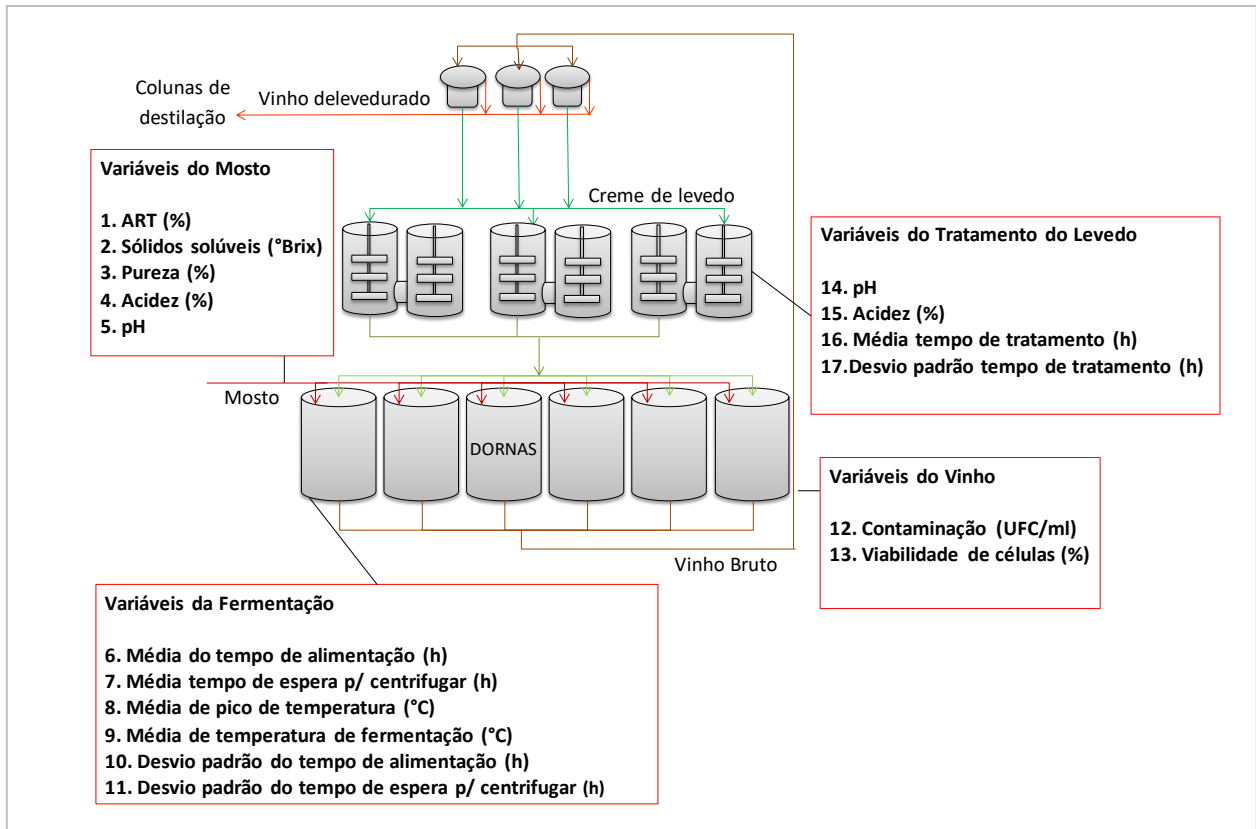 Colunas de
destilação
Vinho delevedurado
Variáveis do Mosto
1. ART (%)
2. Sólidos solúveis (°Brix)
3. Pureza (%)
4. Acidez (%)
5. pH
Creme de levedo
Variáveis do Tratamento do Levedo
14. pH
15. Acidez (%)
16. Média tempo de tratamento (h)
17.Desvio padrão tempo de tratamento (h)
Mosto
DORNAS
Variáveis do Vinho
12. Contaminação (UFC/ml)
13. Viabilidade de células (%)
Vinho Bruto
Variáveis da Fermentação
6. Média do tempo de alimentação (h)
7. Média tempo de espera p/ centrifugar (h)
8. Média de pico de temperatura (°C)
9. Média de temperatura de fermentação (°C)
10. Desvio padrão do tempo de alimentação (h)
11. Desvio padrão do tempo de espera p/ centrifugar (h)